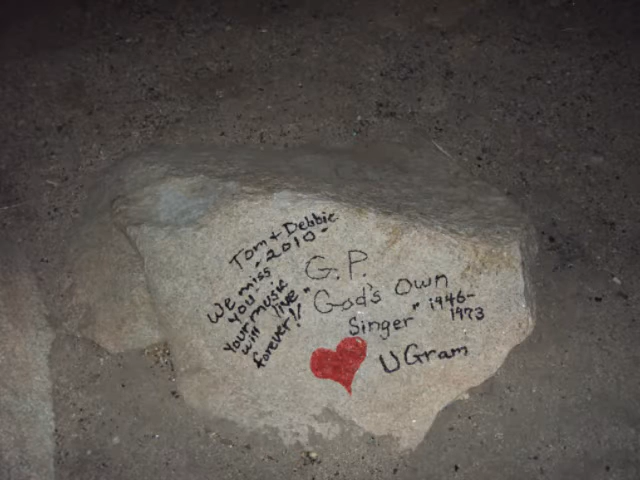 Tom + Debbie
-2010-
We miss
you
Your music
will live
forever!!
G.P.
"God's Own
Singer"
1946-
1973
U Gram